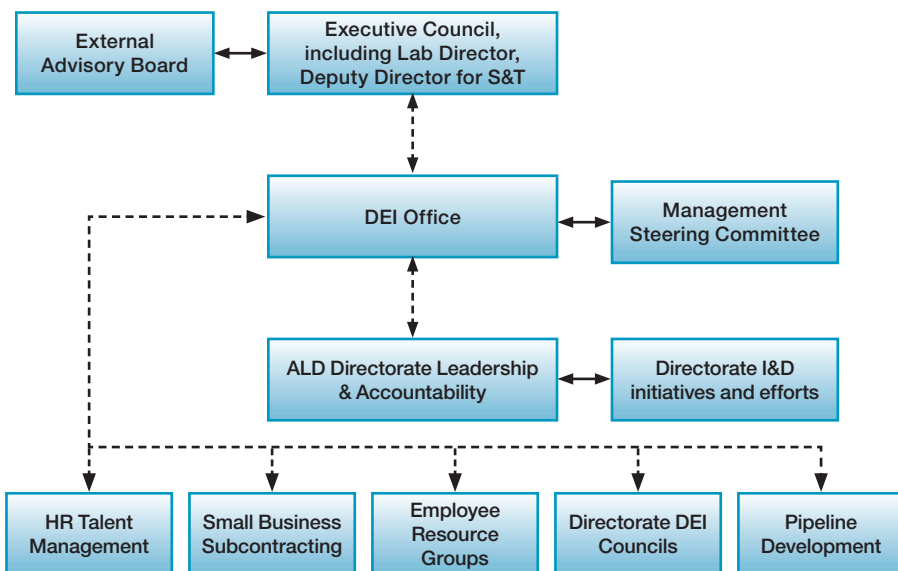 External
Advisory Board
Executive Council,
including Lab Director,
Deputy Director for S&T
DEI Office
Management
Steering Committee
ALD Directorate Leadership
& Accountability
Directorate I&D
initiatives and efforts
HR Talent
Management
Small Business
Subcontracting
Employee
Resource
Groups
Directorate DEI
Councils
Pipeline
Development